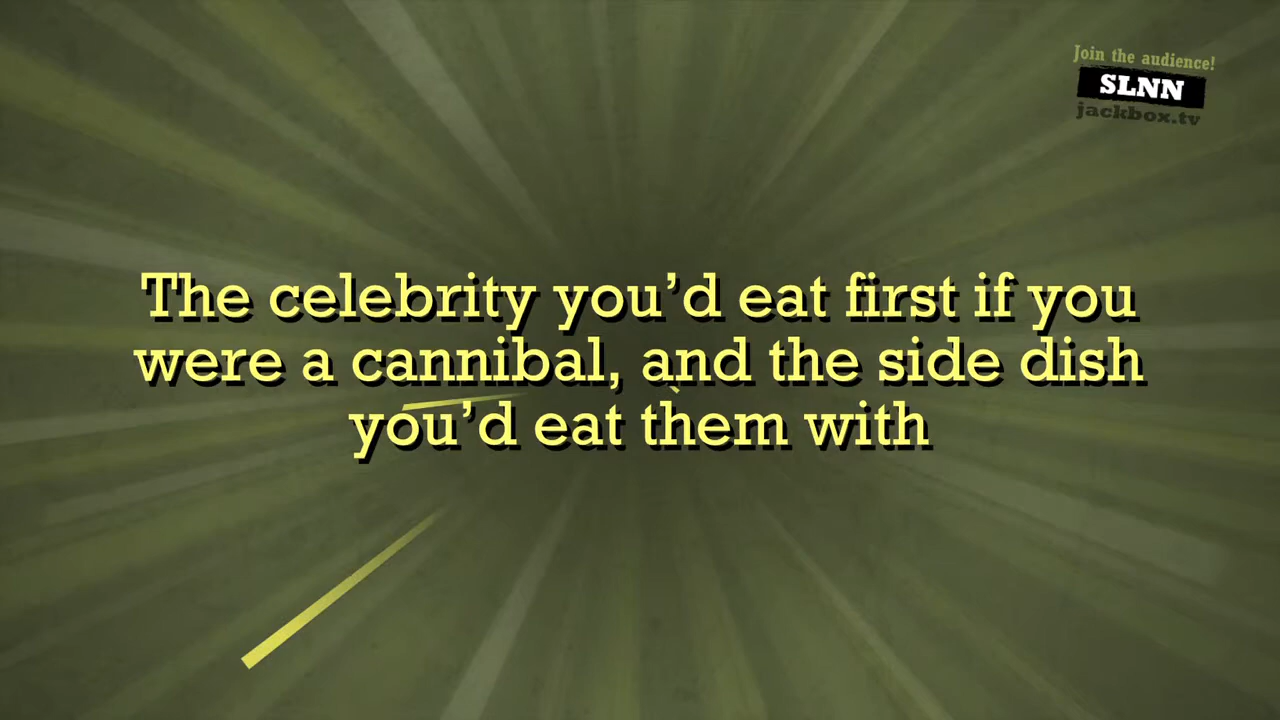 Join the audience!
SLNN
jackbox.tv
The celebrity you’d eat first if you
were a cannibal, and the side dish
you’d eat them with